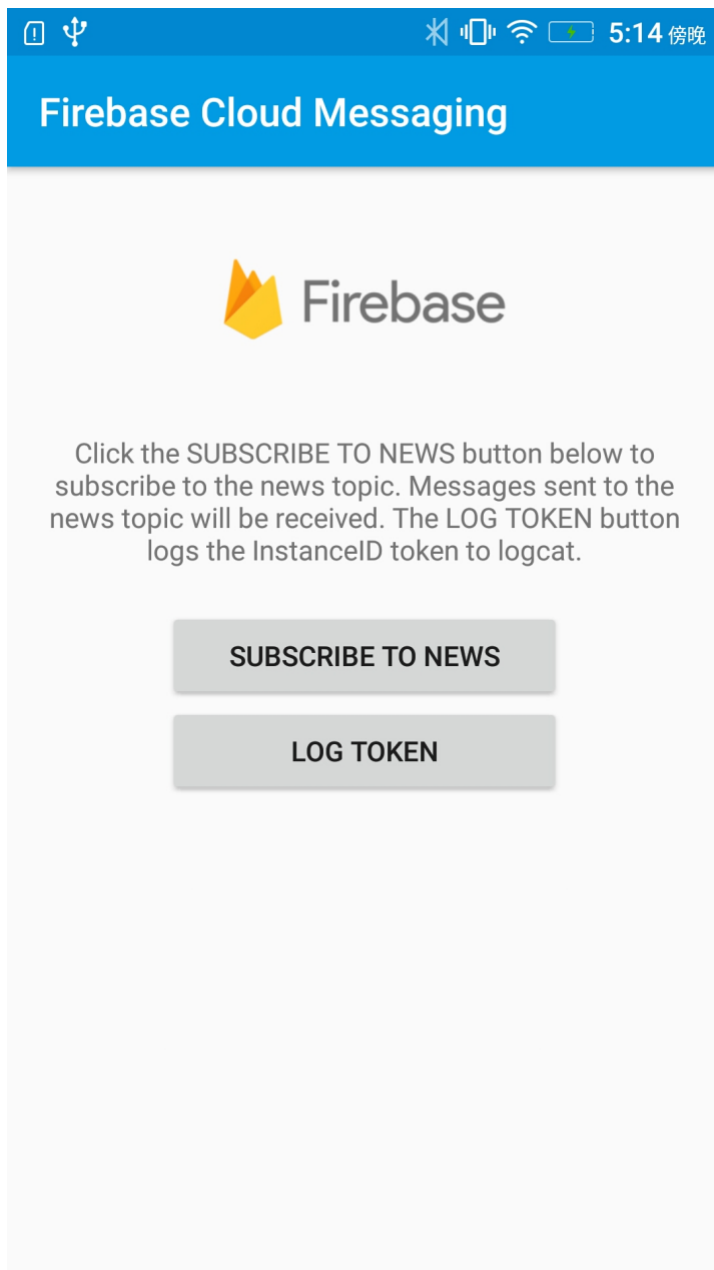 5:14 傍晚
Firebase Cloud Messaging
Firebase
Click the SUBSCRIBE TO NEWS button below to
subscribe to the news topic. Messages sent to the
news topic will be received. The LOG TOKEN button
logs the InstanceID token to logcat.
SUBSCRIBE TO NEWS
LOG TOKEN